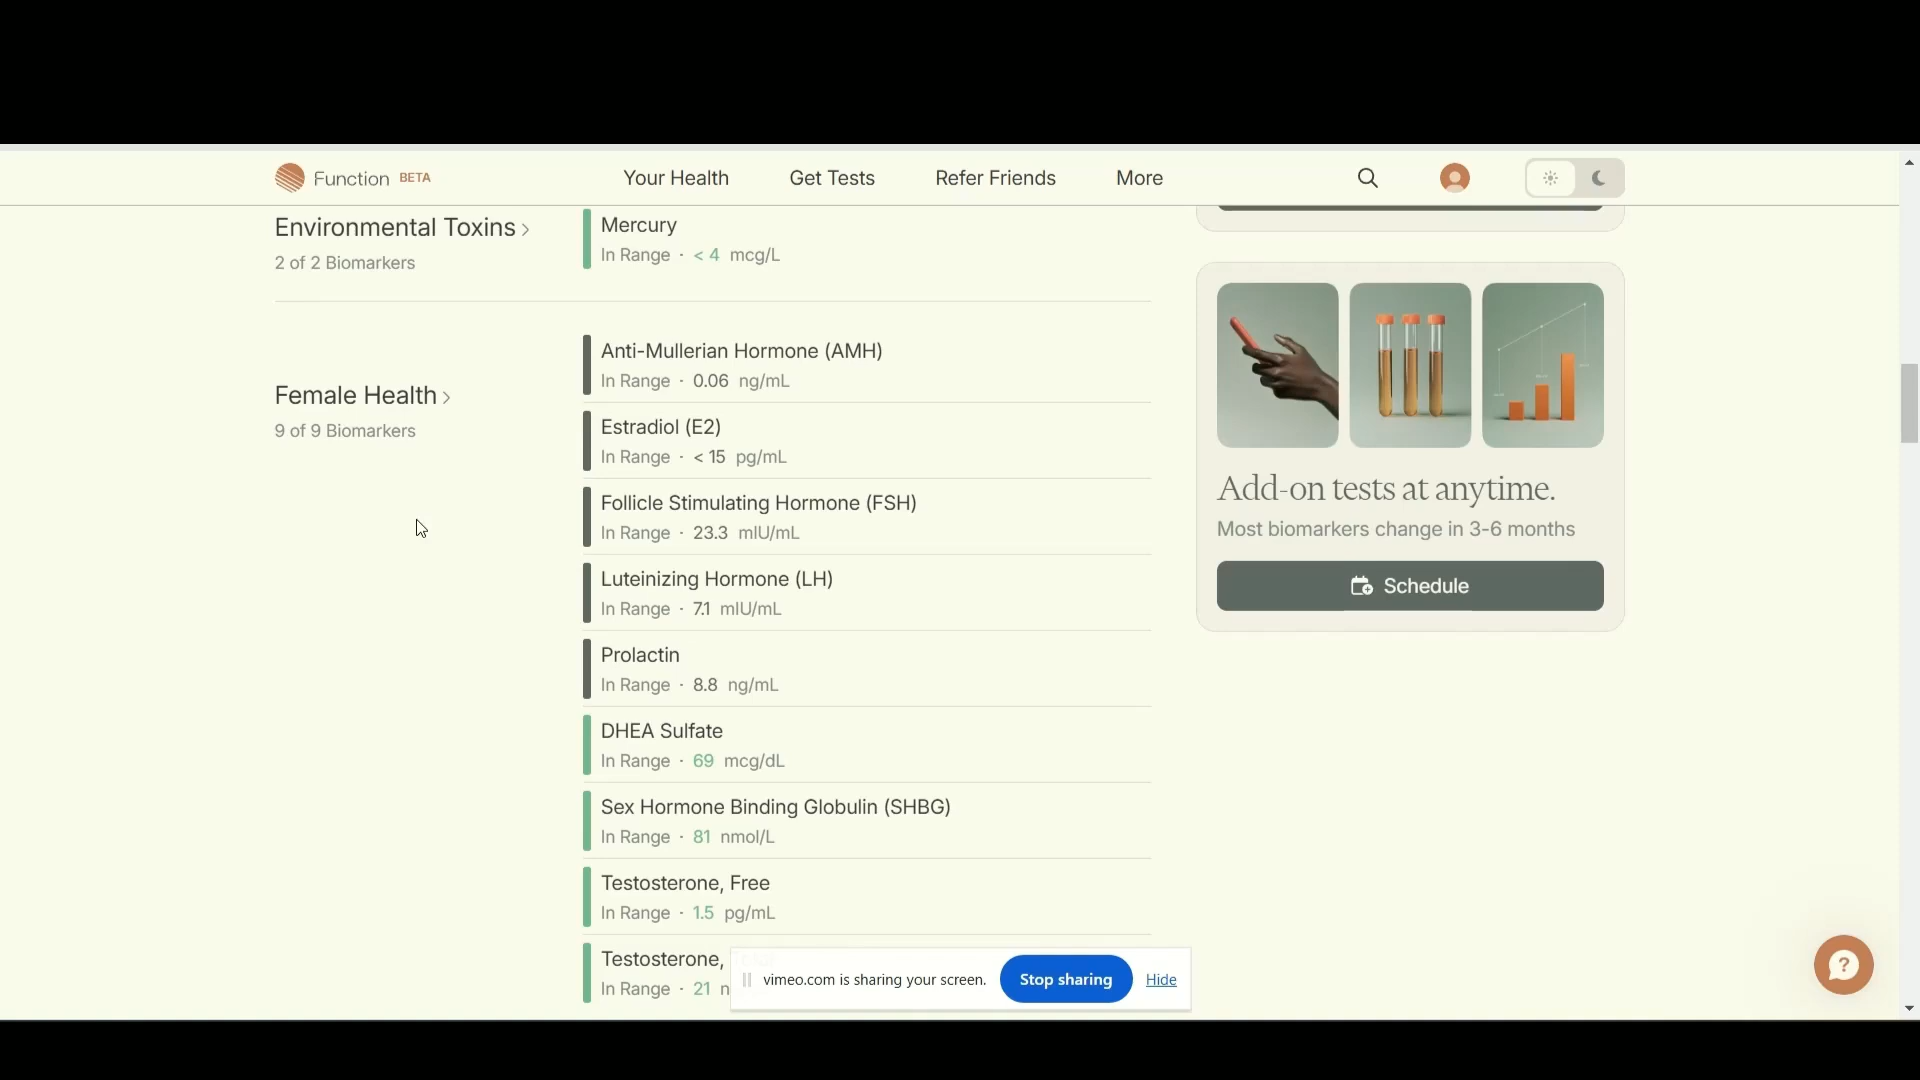 Function BETA
Your Health
Get Tests
Refer Friends
More
Environmental Toxins
2 of 2 Biomarkers
Mercury
In Range · < 4 mcg/L
Female Health
9 of 9 Biomarkers
Anti-Mullerian Hormone (AMH)
In Range · 0.06 ng/mL
Estradiol (E2)
In Range · < 15 pg/mL
Follicle Stimulating Hormone (FSH)
In Range · 23.3 mIU/mL
Luteinizing Hormone (LH)
In Range · 7.1 mIU/mL
Prolactin
In Range · 8.8 ng/mL
DHEA Sulfate
In Range · 69 mcg/dL
Sex Hormone Binding Globulin (SHBG)
In Range · 81 nmol/L
Testosterone, Free
In Range · 1.5 pg/mL
Testosterone,
In Range · 21 n
Add-on tests at anytime.
Most biomarkers change in 3-6 months
Schedule
vimeo.com is sharing your screen.
Stop sharing
Hide